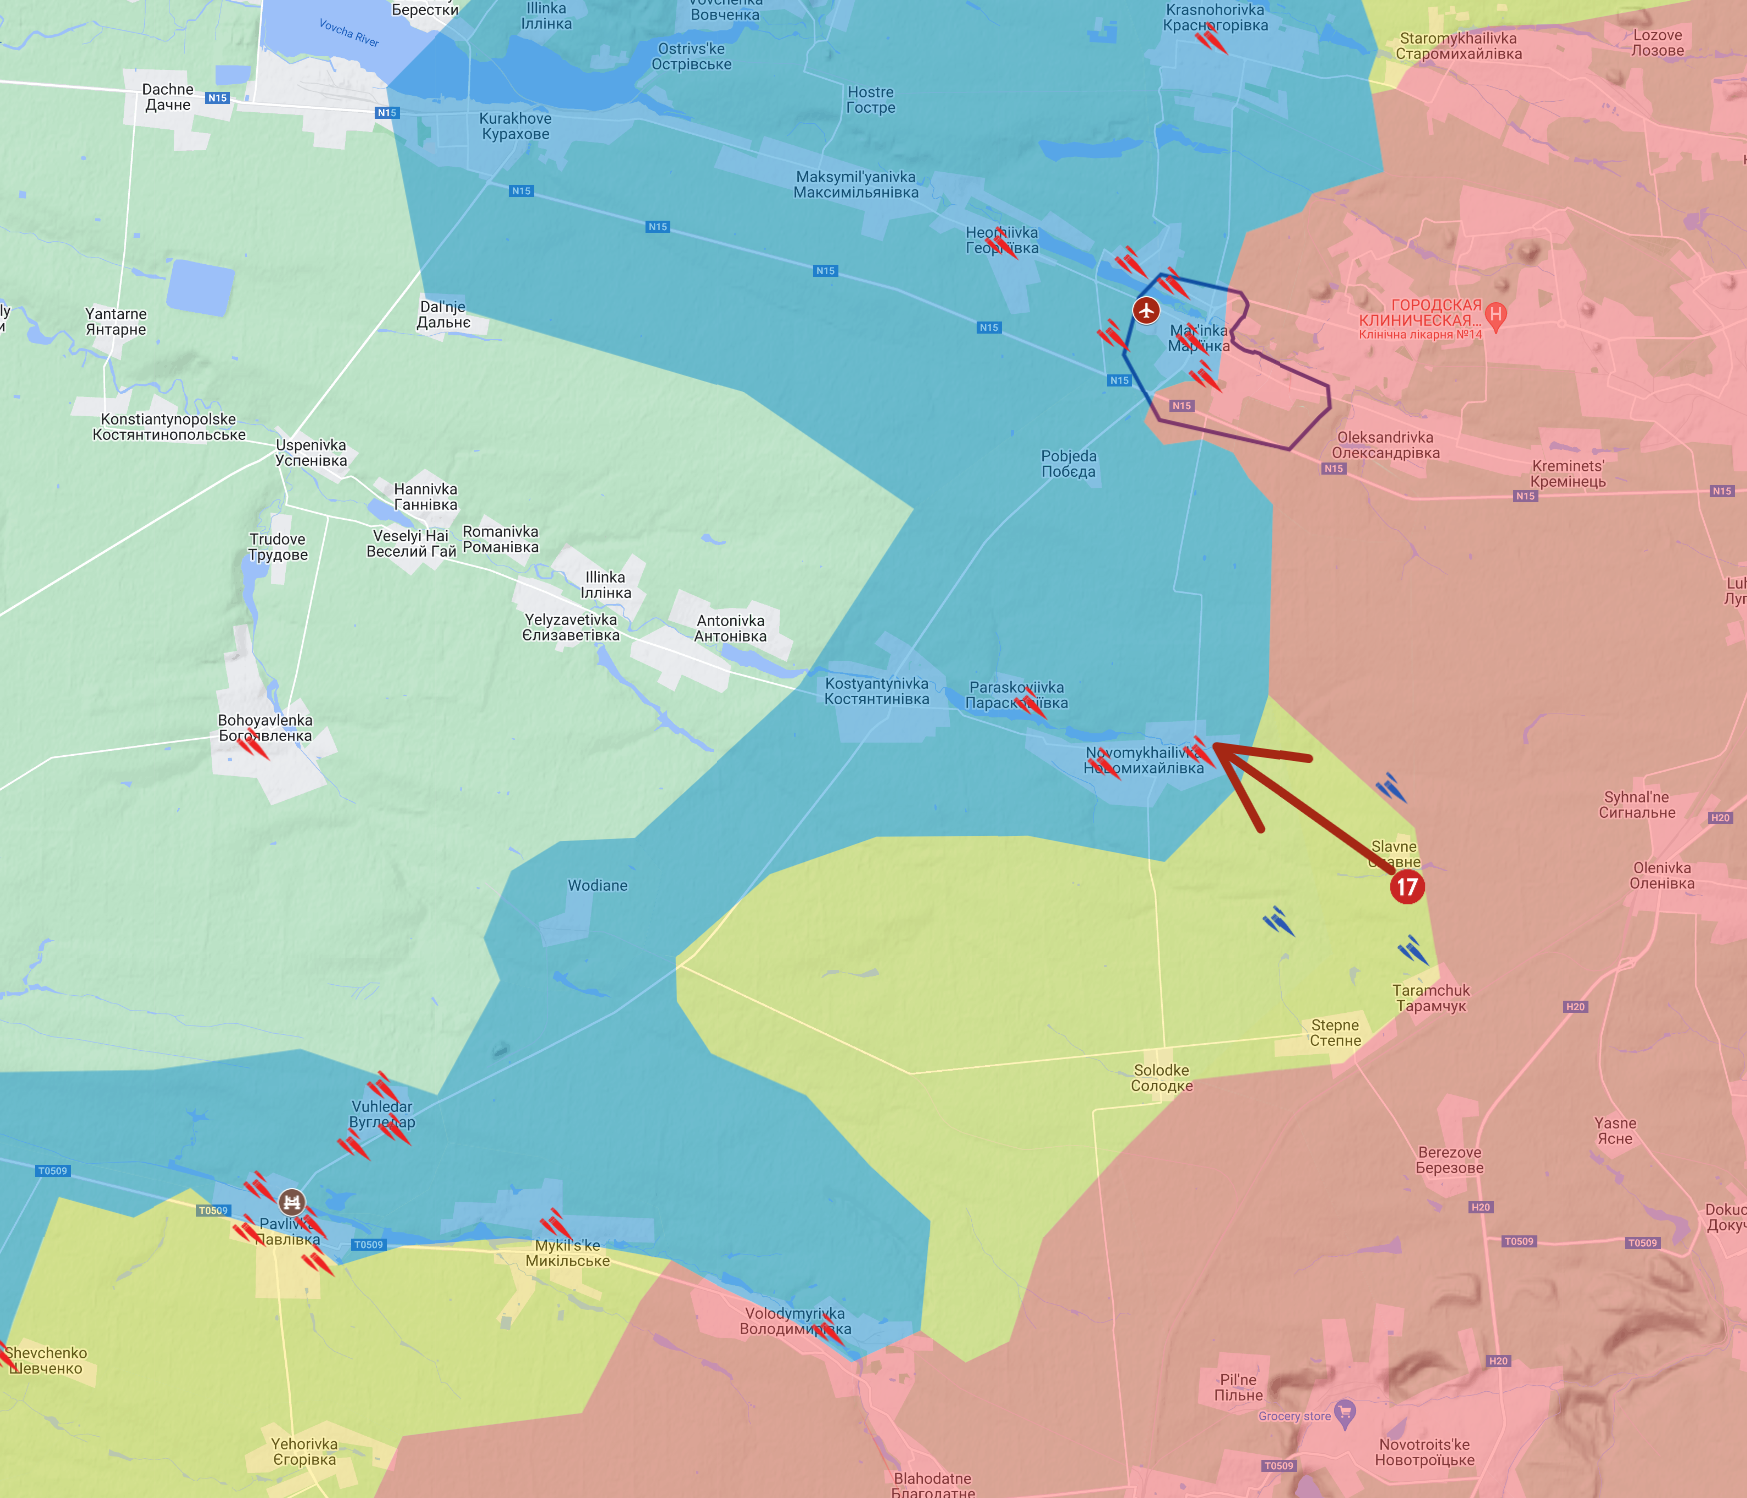 Берестки
Illinka
Іллінка
Vovchenka
Вовченка
Krasnohorivka
Красногорівка
Vovcha River
Ostrivs'ke
Острівське
Staromykhailivka
Старомихайлівка
Lozove
Лозове
Dachne
Дачне
N15
N15
Hostre
Гостре
Kurakhove
Курахове
Maksymil'yanivka
Максимільянівка
N15
N15
N15
N15
Heorhiivka
Георгіївка
Dal'nje
Дальнє
Yantarne
Янтарне
ly
и
ГОРОДСКАЯ
КЛИНИЧЕСКАЯ...
Клінічна лікарня №14
H
Mar'inka
Мар'їнка
N15
N15
Konstiantynopolske
Костянтинопольське
Uspenivka
Успенівка
Pobjeda
Побєда
Oleksandrivka
Олександрівка
N15
Kreminets'
Кремінець
N15
N15
Hannivka
Ганнівка
Trudove
Трудове
Veselyi Hai
Веселий Гай
Romanivka
Романівка
Illinka
Іллінка
Yelyzavetivka
Єлизаветівка
Antonivka
Антонівка
Luh
Луг
Kostyantynivka
Костянтинівка
Paraskoviivka
Параскоіївка
Bohoyavlenka
Богоявленка
Novomykhailivka
Новомихайлівка
Syhnal'ne
Сигнальне
H20
Slavne
Славне
17
Olenivka
Оленівка
Wodiane
Taramchuk
Тарамчук
H20
Stepne
Степне
Solodke
Солодке
Vuhledar
Вугледар
Yasne
Ясне
Berezove
Березове
T0509
T0509
H20
Dokuc
Докуч
Pavlivka
Павлівка
T0509
Mykil's'ke
Микільське
T0509
T0509
Volodymyrivka
Володимирівка
Shevchenko
Шевченко
H20
Pil'ne
Пільне
Grocery store
Yehorivka
Єгорівка
Novotroits'ke
Новотроїцьке
T0509
Blahodatne
Благодатне